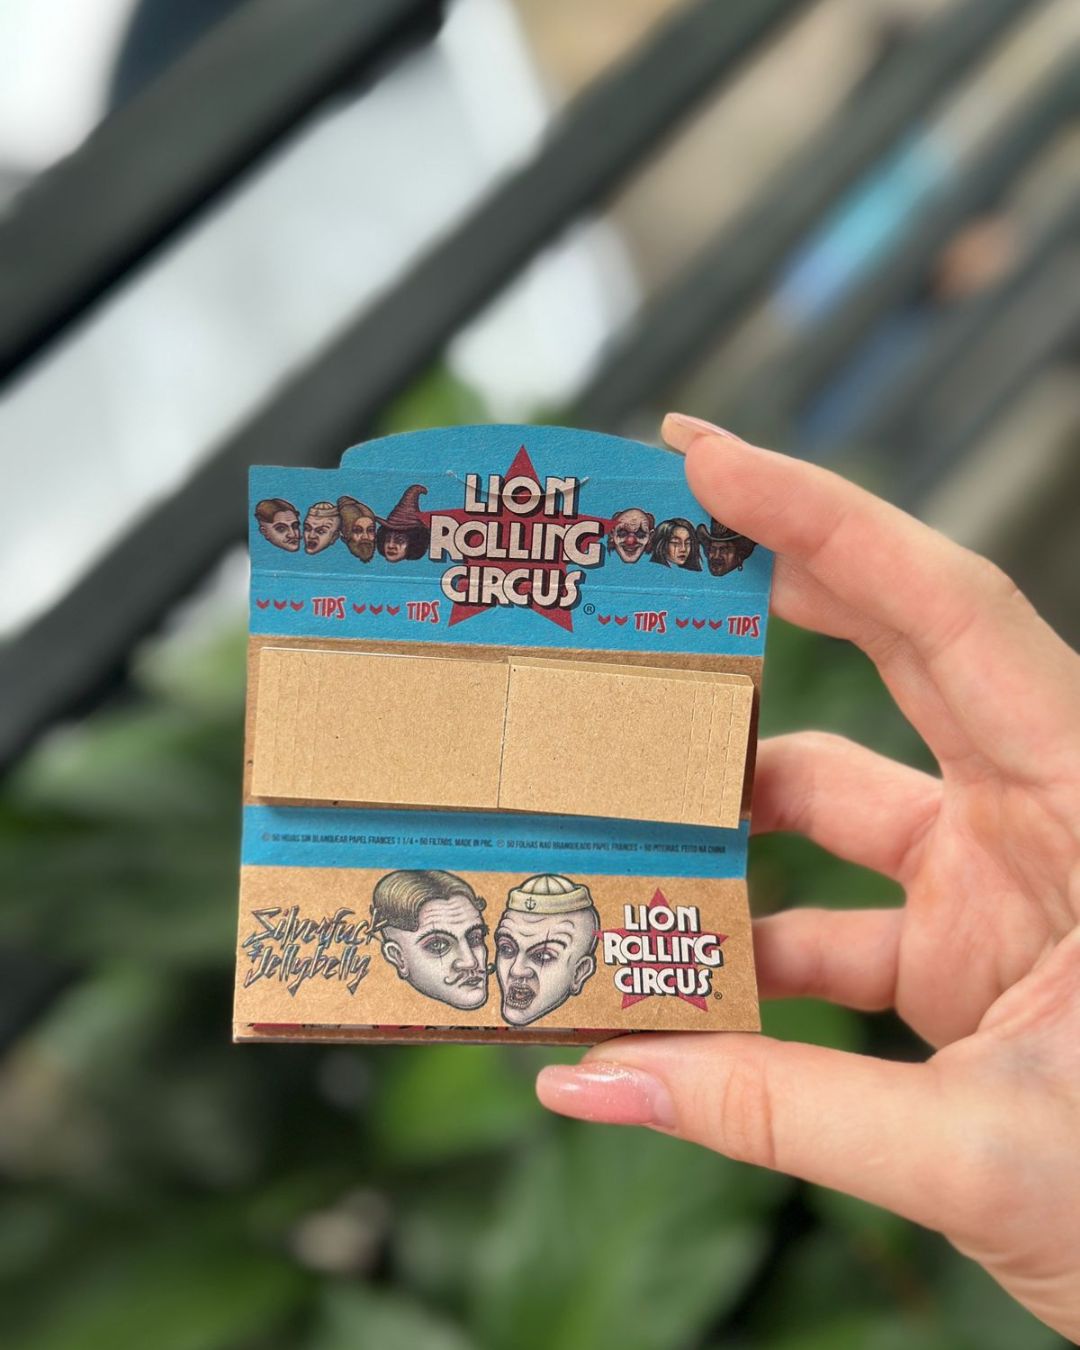 LION
ROLLING
CIRCUS®
TIPS TIPS TIPS TIPS
50 HOJAS SIN BLANQUEAR PAPEL FRANCES 1 1/4 + 50 FILTROS. MADE IN PRC. 50 FOLHAS NAO BRANQUEADO PAPEL FRANCES + 50 PITEIRAS. FEITO NA CHINA
Silverfuck
& Jellybelly
LION
ROLLING
CIRCUS®